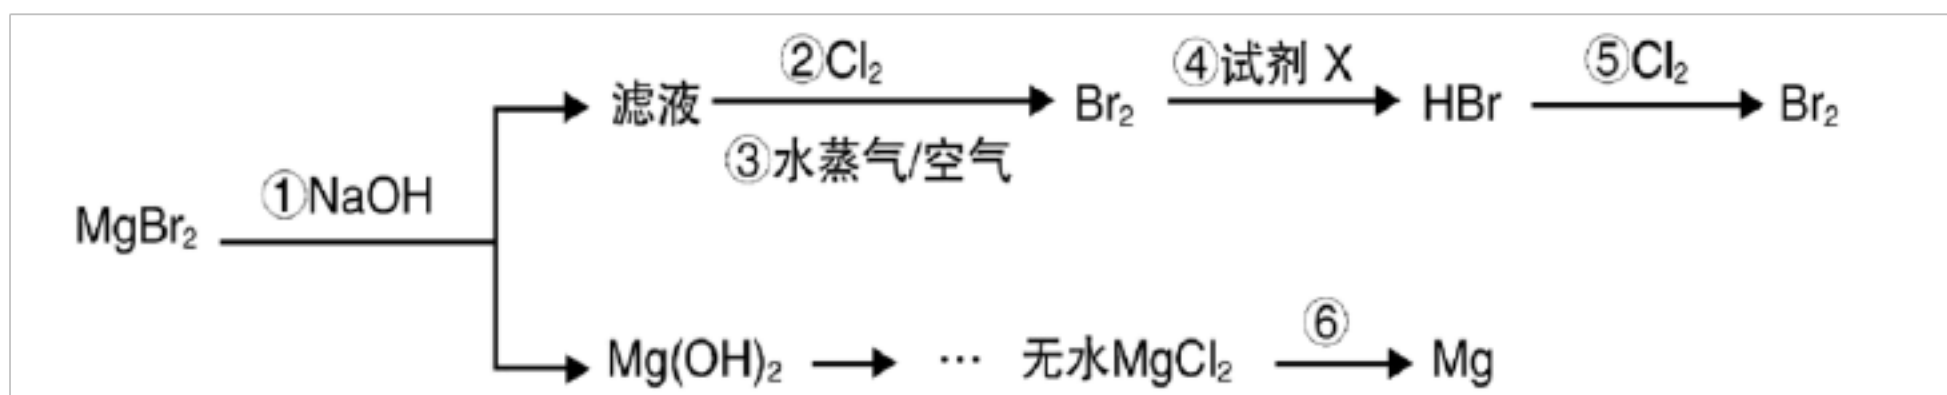 ②Cl₂ ④试剂 X ⑤Cl₂
滤液 Br₂ HBr Br₂
③水蒸气/空气
①NaOH
MgBr₂
⑥
Mg(OH)₂ … 无水MgCl₂ Mg